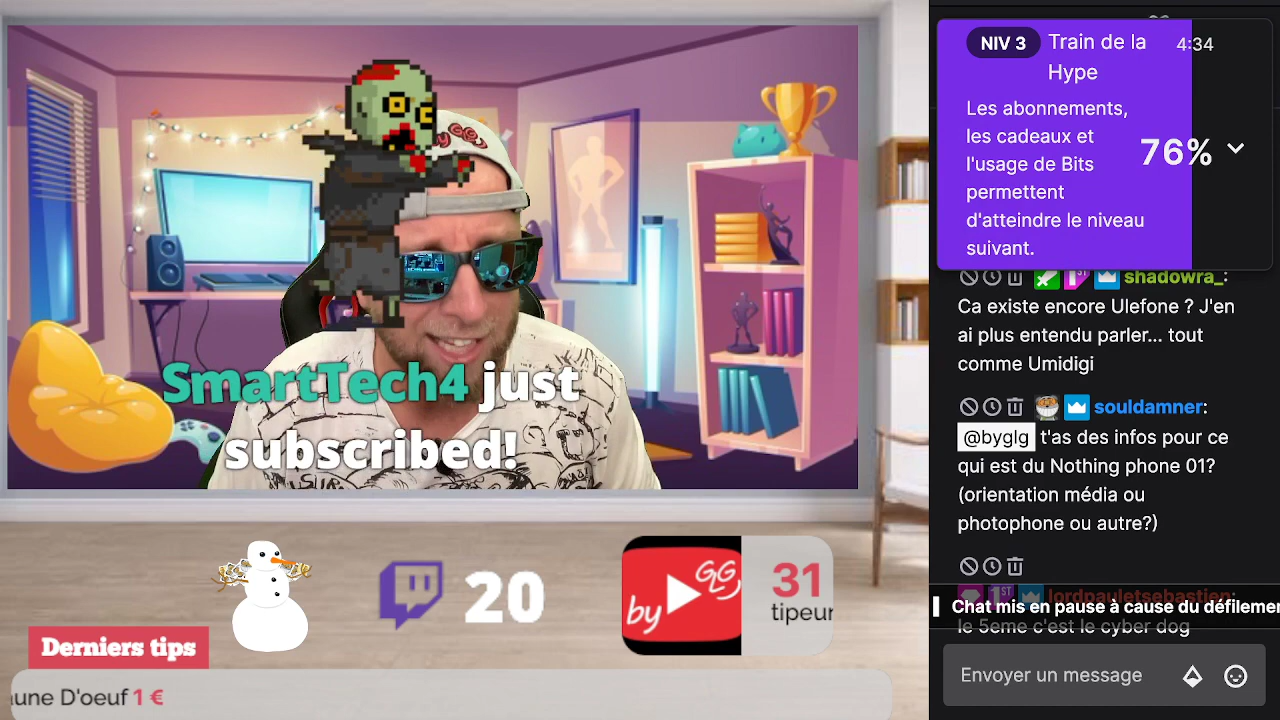 SmartTech4 just
subscribed!
20
by
GLG
31
tipeur
Derniers tips
une D'oeuf 1 €
NIV 3
Train de la
Hype
4:34
Les abonnements,
les cadeaux et
l'usage de Bits
permettent
d'atteindre le niveau
suivant.
76%
shadowra_:
Ca existe encore Ulefone ? J'en
ai plus entendu parler... tout
comme Umidigi
souldamner:
@byglg t'as des infos pour ce
qui est du Nothing phone 01?
(orientation média ou
photophone ou autre?)
1ST lordpauletsebastien:
Chat mis en pause à cause du défilemen
le 5eme c'est le cyber dog
Envoyer un message